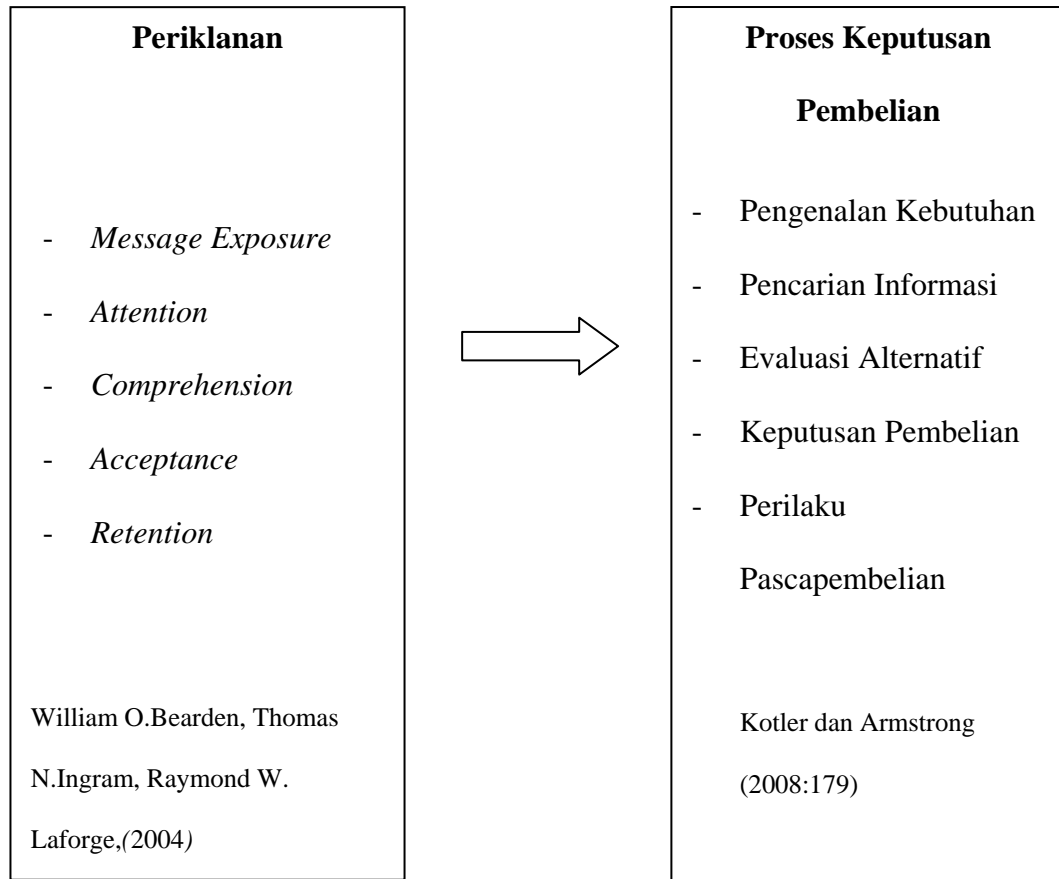 Periklanan
- Message Exposure
- Attention
- Comprehension
- Acceptance
- Retention
William O.Bearden, Thomas
N.Ingram, Raymond W.
Laforge,(2004)
Proses Keputusan
Pembelian
- Pengenalan Kebutuhan
- Pencarian Informasi
- Evaluasi Alternatif
- Keputusan Pembelian
- Perilaku
Pascapembelian
Kotler dan Armstrong
(2008:179)